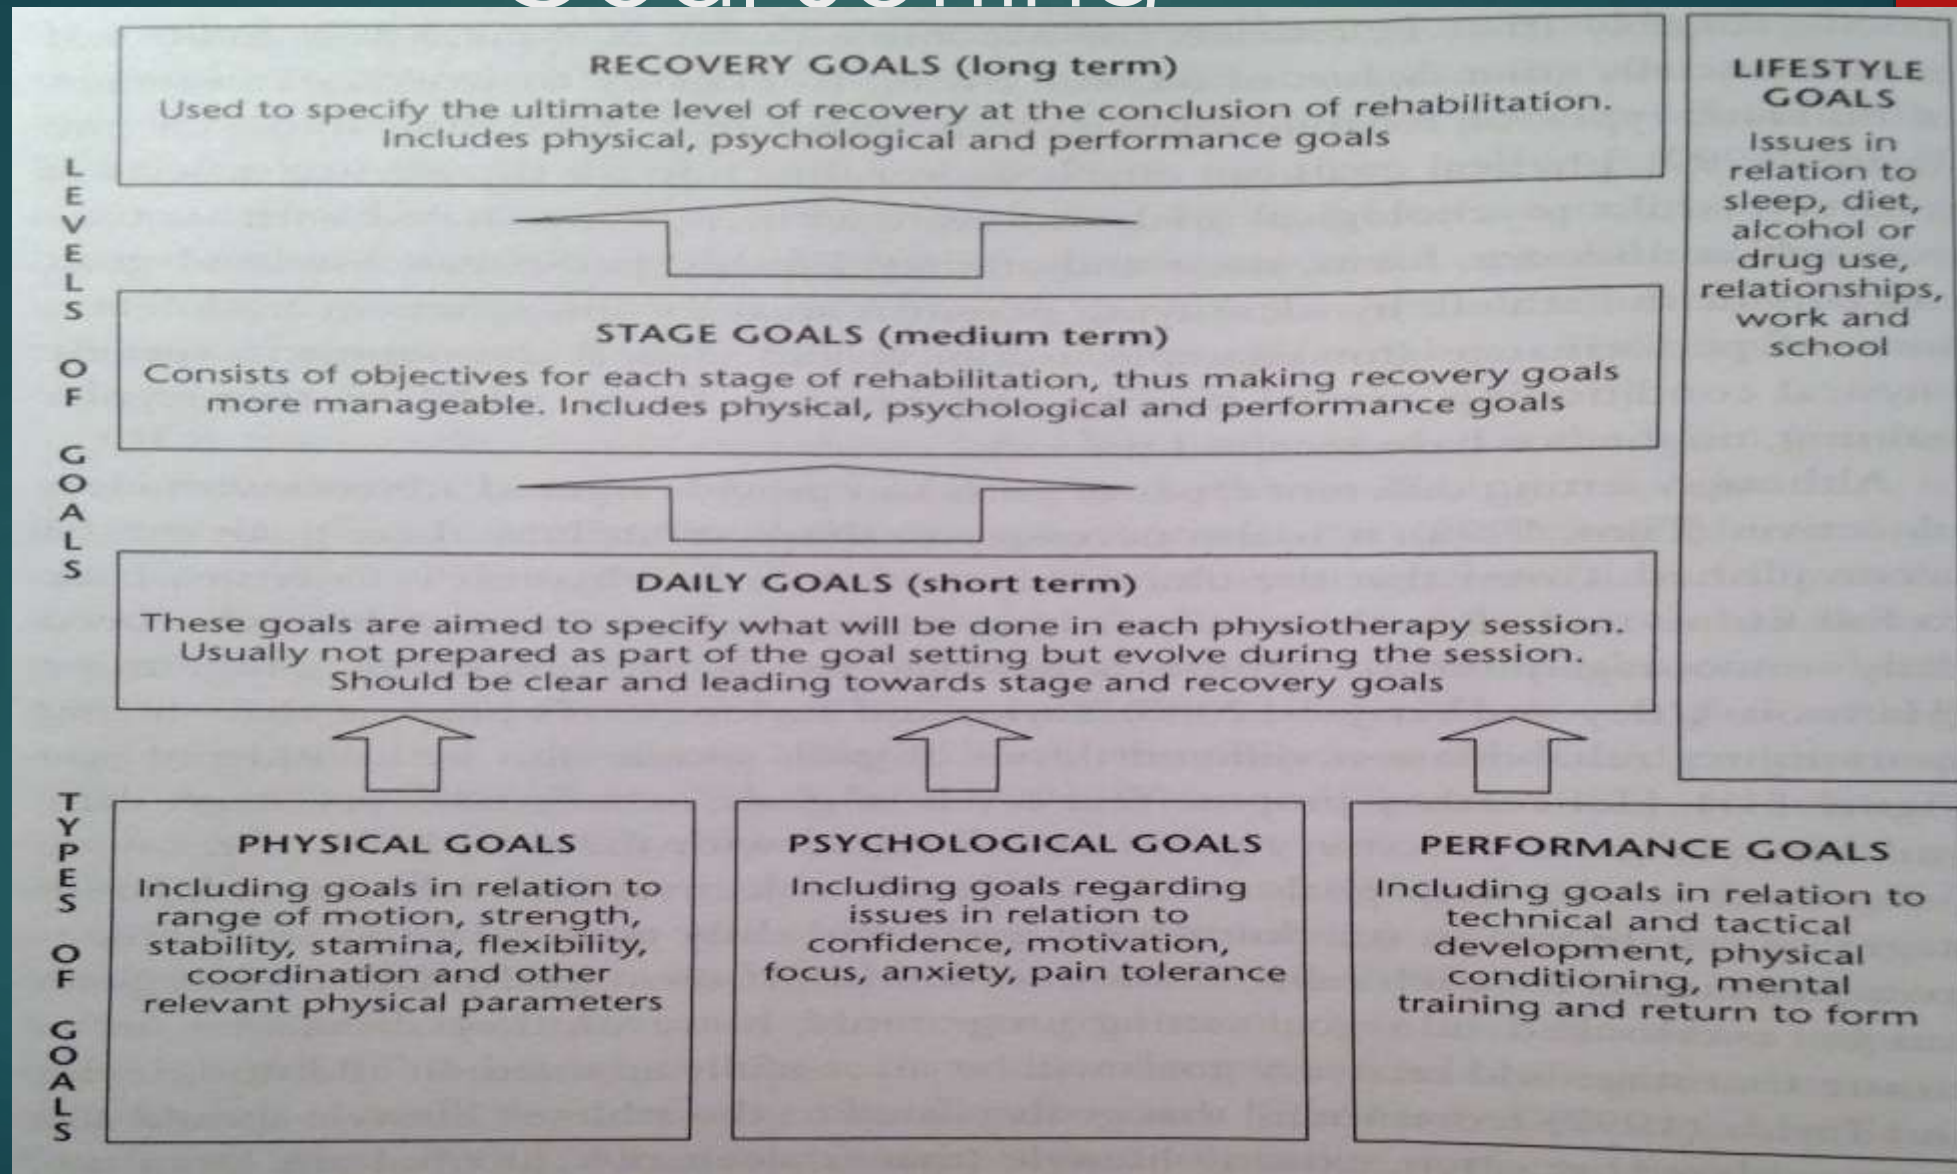 RECOVERY GOALS (long term)
Used to specify the ultimate level of recovery at the conclusion of rehabilitation.
Includes physical, psychological and performance goals
LIFESTYLE
GOALS
Issues in
relation to
sleep, diet,
alcohol or
drug use,
relationships,
work and
school
LEVELS OF GOALS
STAGE GOALS (medium term)
Consists of objectives for each stage of rehabilitation, thus making recovery goals
more manageable. Includes physical, psychological and performance goals
DAILY GOALS (short term)
These goals are aimed to specify what will be done in each physiotherapy session.
Usually not prepared as part of the goal setting but evolve during the session.
Should be clear and leading towards stage and recovery goals
TYPES OF GOALS
PHYSICAL GOALS
Including goals in relation to
range of motion, strength,
stability, stamina, flexibility,
coordination and other
relevant physical parameters
PSYCHOLOGICAL GOALS
Including goals regarding
issues in relation to
confidence, motivation,
focus, anxiety, pain tolerance
PERFORMANCE GOALS
Including goals in relation to
technical and tactical
development, physical
conditioning, mental
training and return to form